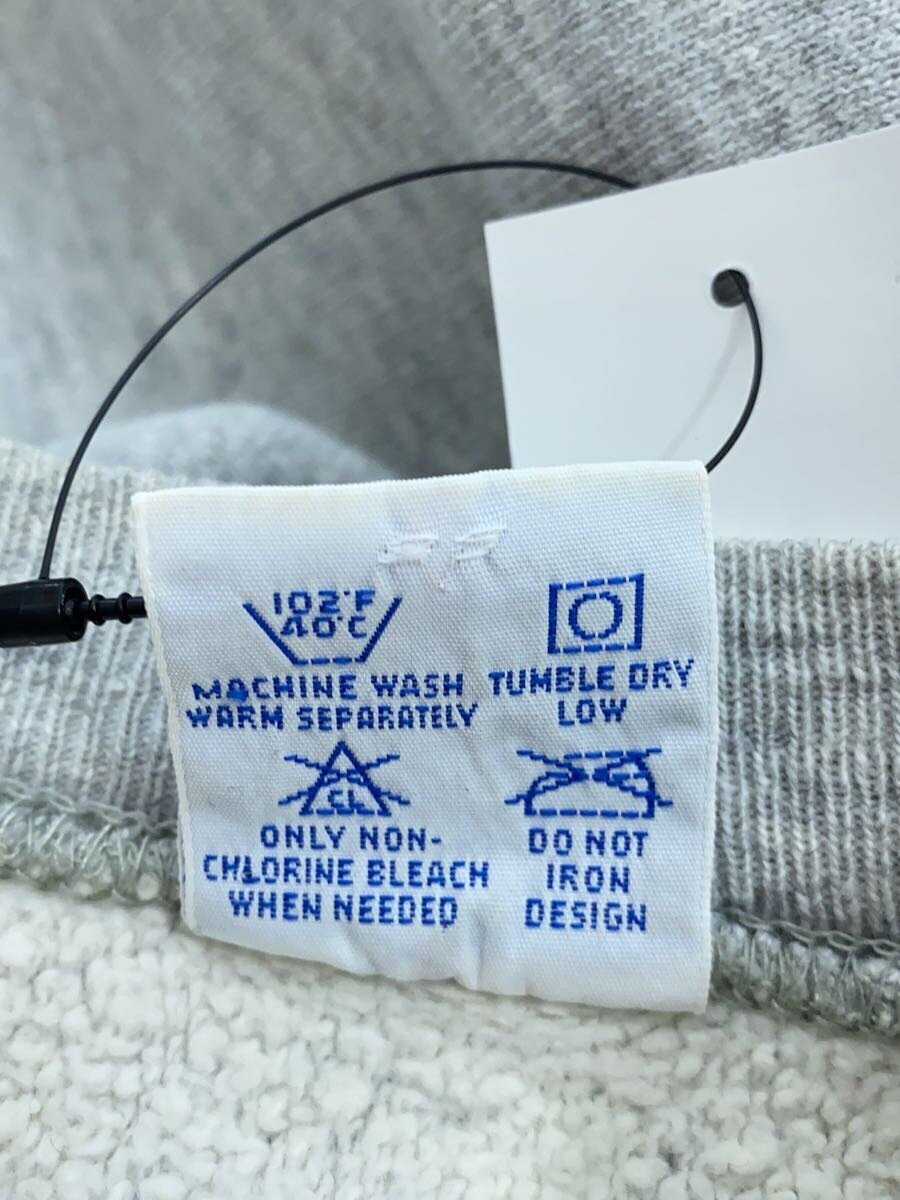 102°F
40°C
MACHINE WASH
WARM SEPARATELY
TUMBLE DRY
LOW
CL
ONLY NON-
CHLORINE BLEACH
WHEN NEEDED
DO NOT
IRON
DESIGN